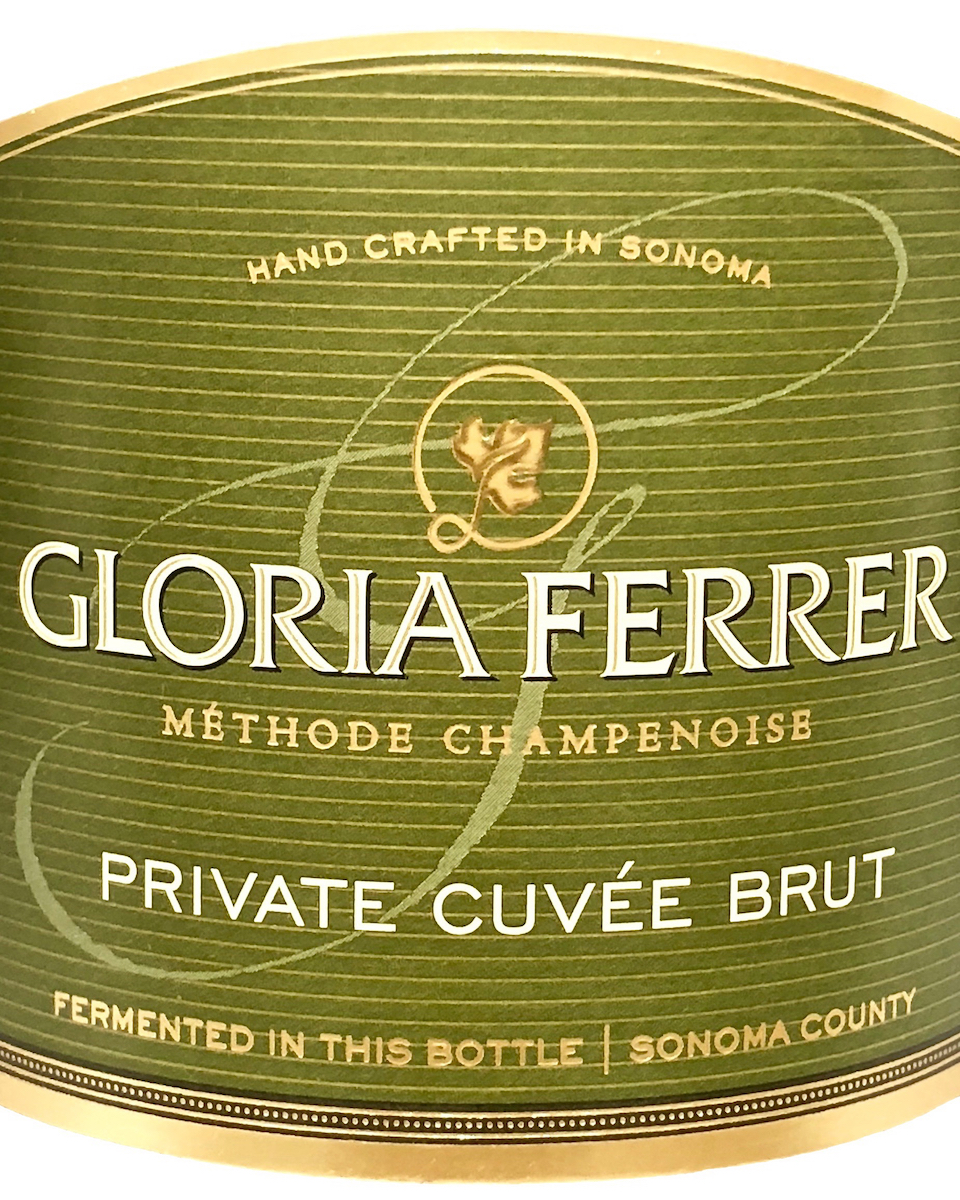 HAND CRAFTED IN SONOMA
GLORIA FERRER
MÉTHODE CHAMPENOISE
PRIVATE CUVÉE BRUT
FERMENTED IN THIS BOTTLE | SONOMA COUNTY